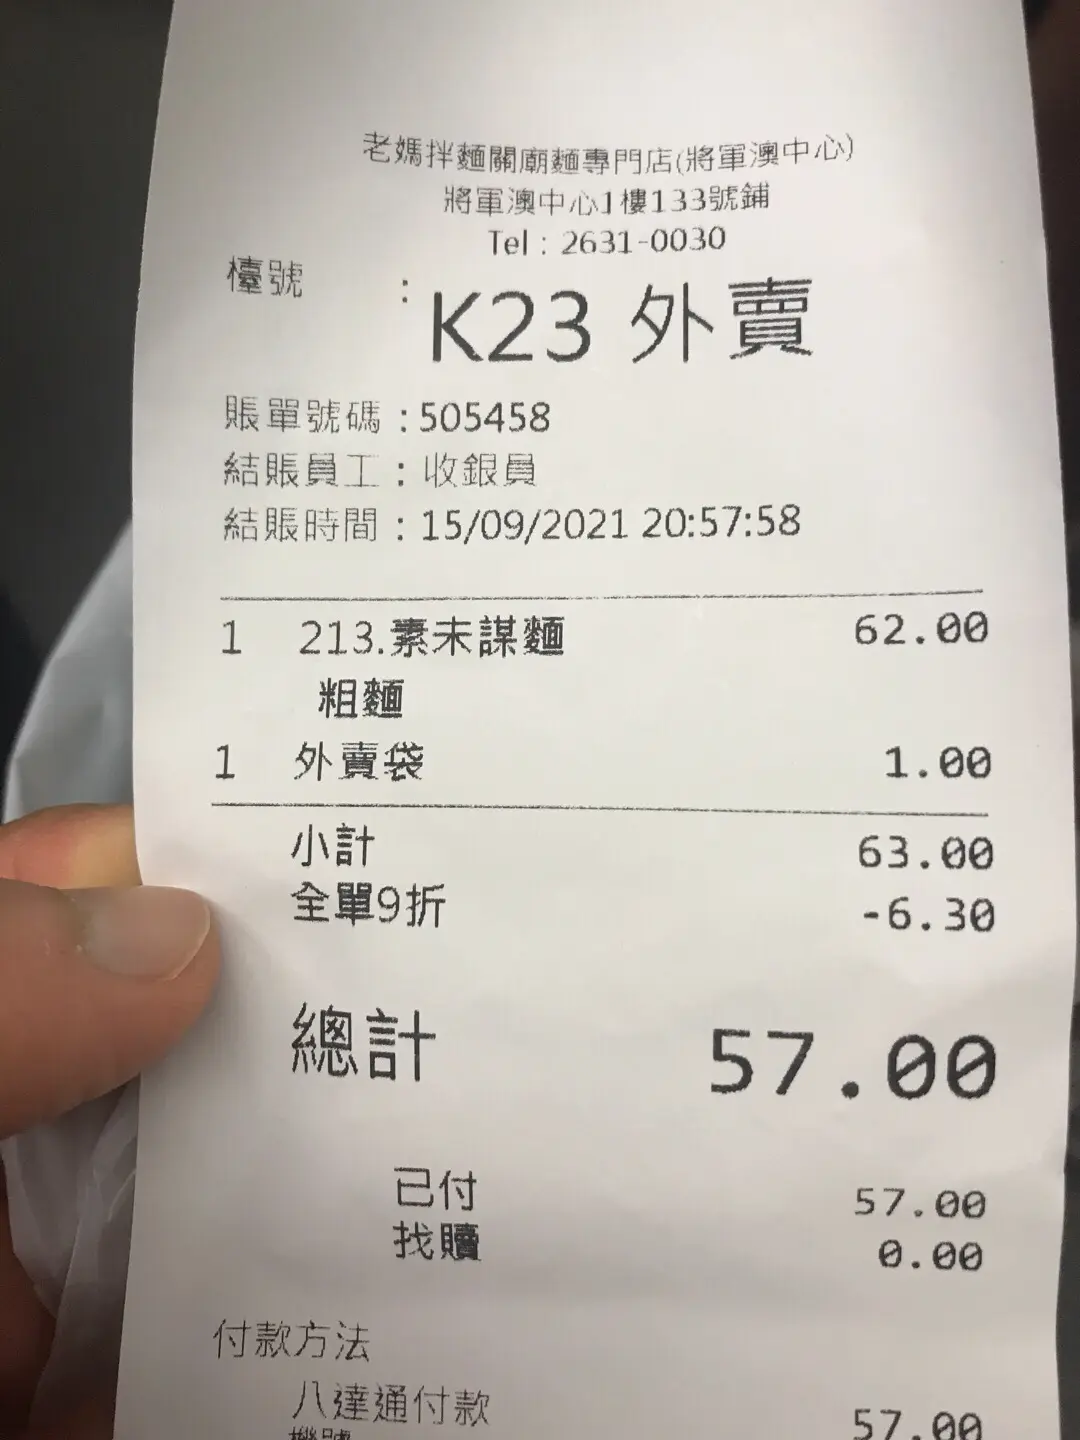 老媽拌麵關廟麵專門店(將軍澳中心)
將軍澳中心1樓133號鋪
Tel : 2631-0030
檯號 : K23 外賣
賬單號碼 : 505458
結賬員工 : 收銀員
結賬時間 : 15/09/2021 20:57:58
1 213.素未謀麵 62.00
粗麵
1 外賣袋 1.00
小計 63.00
全單9折 -6.30
總計 57.00
已付 57.00
找贖 0.00
付款方法
八達通付款 57.00
機號